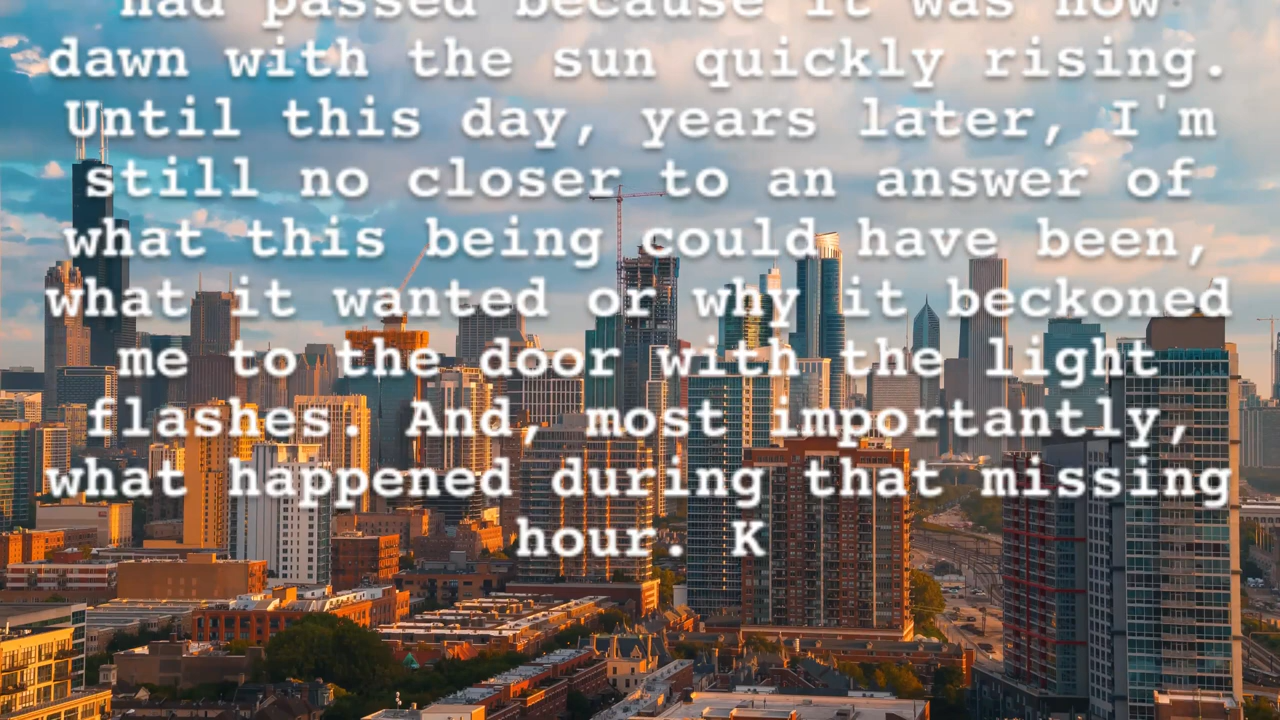 had passed because it was now
dawn with the sun quickly rising.
Until this day, years later, I'm
still no closer to an answer of
what this being could have been,
what it wanted or why it beckoned
me to the door with the light
flashes. And, most importantly,
what happened during that missing
hour. K